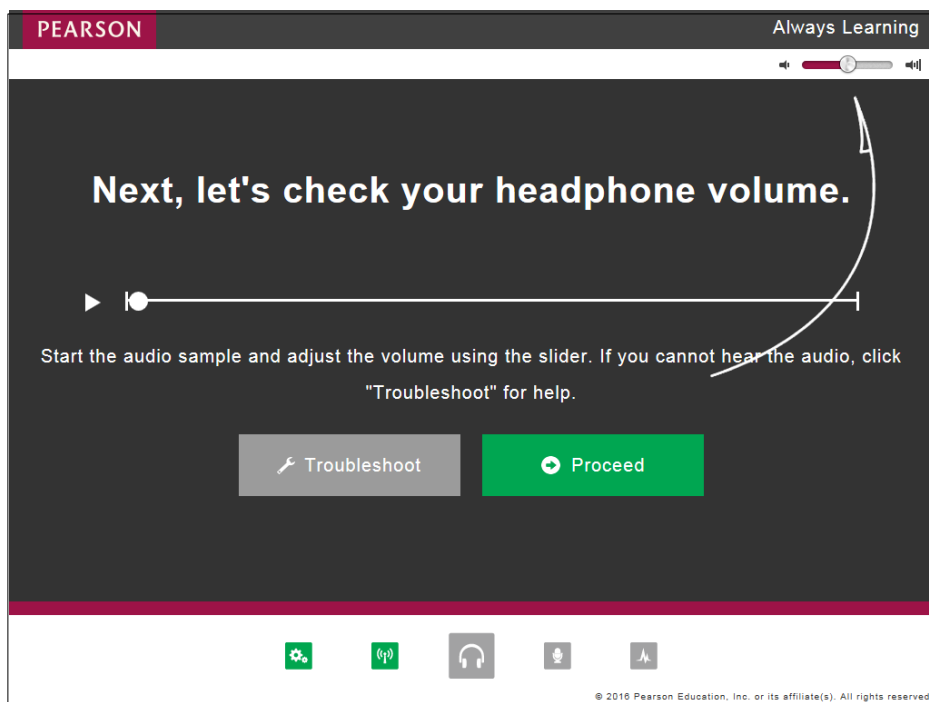 PEARSON
Always Learning
Next, let's check your headphone volume.
Start the audio sample and adjust the volume using the slider. If you cannot hear the audio, click
"Troubleshoot" for help.
Troubleshoot
Proceed
© 2016 Pearson Education, Inc. or its affiliate(s). All rights reserved